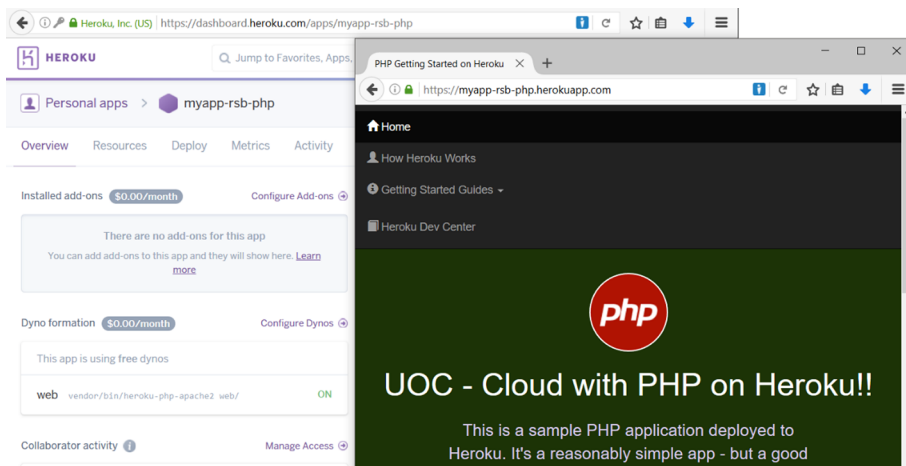 Heroku, Inc. (US) https://dashboard.heroku.com/apps/myapp-rsb-php
HEROKU
Jump to Favorites, Apps,
Personal apps > myapp-rsb-php
Overview Resources Deploy Metrics Activity
Installed add-ons $0.00/month Configure Add-ons
There are no add-ons for this app
You can add add-ons to this app and they will show here. Learn
more
Dyno formation $0.00/month Configure Dynos
This app is using free dynos
web vendor/bin/heroku-php-apache2 web/ ON
Collaborator activity Manage Access
PHP Getting Started on Heroku
https://myapp-rsb-php.herokuapp.com
Home
How Heroku Works
Getting Started Guides
Heroku Dev Center
php
UOC - Cloud with PHP on Heroku!!
This is a sample PHP application deployed to
Heroku. It's a reasonably simple app - but a good